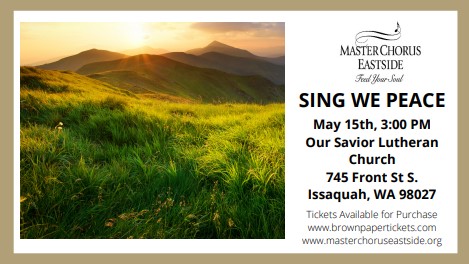 MASTERCHORUS
EASTSIDE
Feed Your Soul
SING WE PEACE
May 15th, 3:00 PM
Our Savior Lutheran
Church
745 Front St S.
Issaquah, WA 98027
Tickets Available for Purchase
www.brownpapertickets.com
www.masterchoruseastside.org